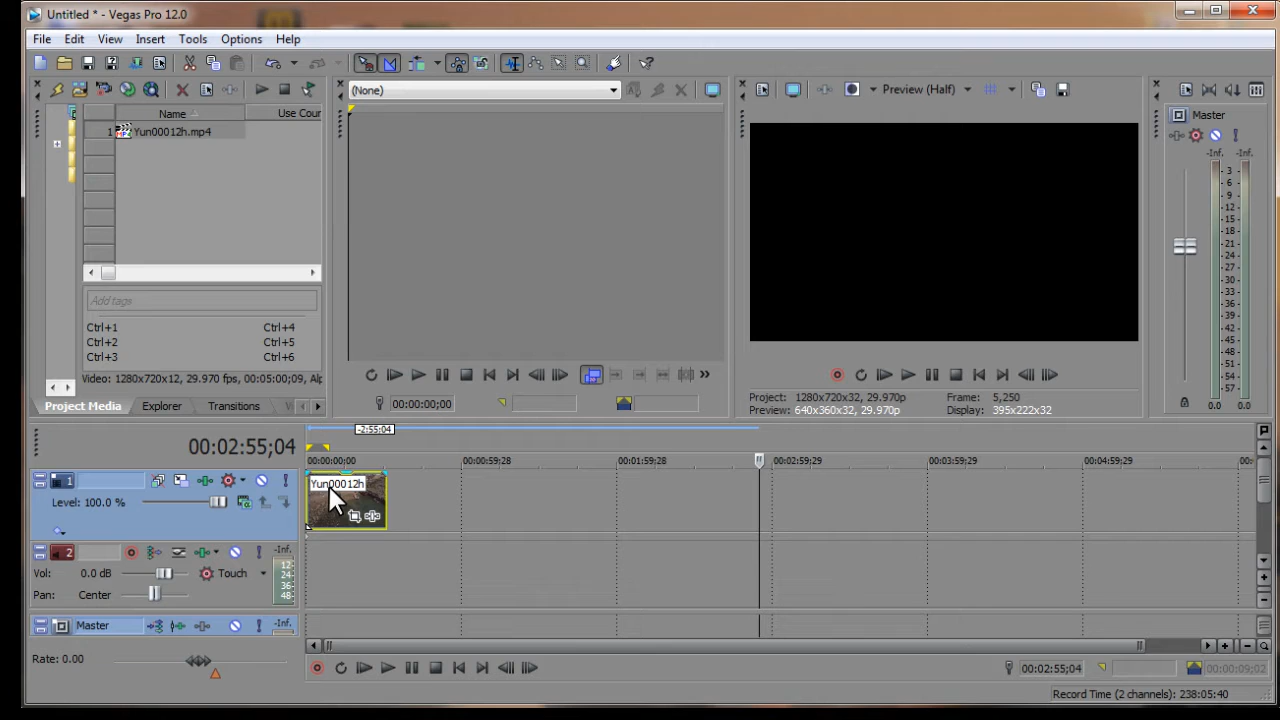 Untitled * - Vegas Pro 12.0
File Edit View Insert Tools Options Help
(None)
Preview (Half)
Master
Name Use Cour
1 Yun00012h.mp4
-Inf. -Inf.
3
6
9
12
15
18
21
24
27
30
33
36
39
42
45
48
51
54
57
0.0 0.0
Add tags
Ctrl+1 Ctrl+4
Ctrl+2 Ctrl+5
Ctrl+3 Ctrl+6
Video: 1280x720x12, 29.970 fps, 00:05:00;09, Alp
Project Media Explorer Transitions
00:00:00;00
Project: 1280x720x32, 29.970p Frame: 5,250
Preview: 640x360x32, 29.970p Display: 395x222x32
-2:55:04
00:02:55;04
00:00:00;00 00:00:59;28 00:01:59;28 00:02:59;29 00:03:59;29 00:04:59;29 00:
1
Level: 100.0 %
Yun00012h
2 -Inf.
Vol: 0.0 dB Touch
Pan: Center
12
24
36
48
Master -Inf.
Rate: 0.00
00:02:55;04 00:00:09;02
Record Time (2 channels): 238:05:40